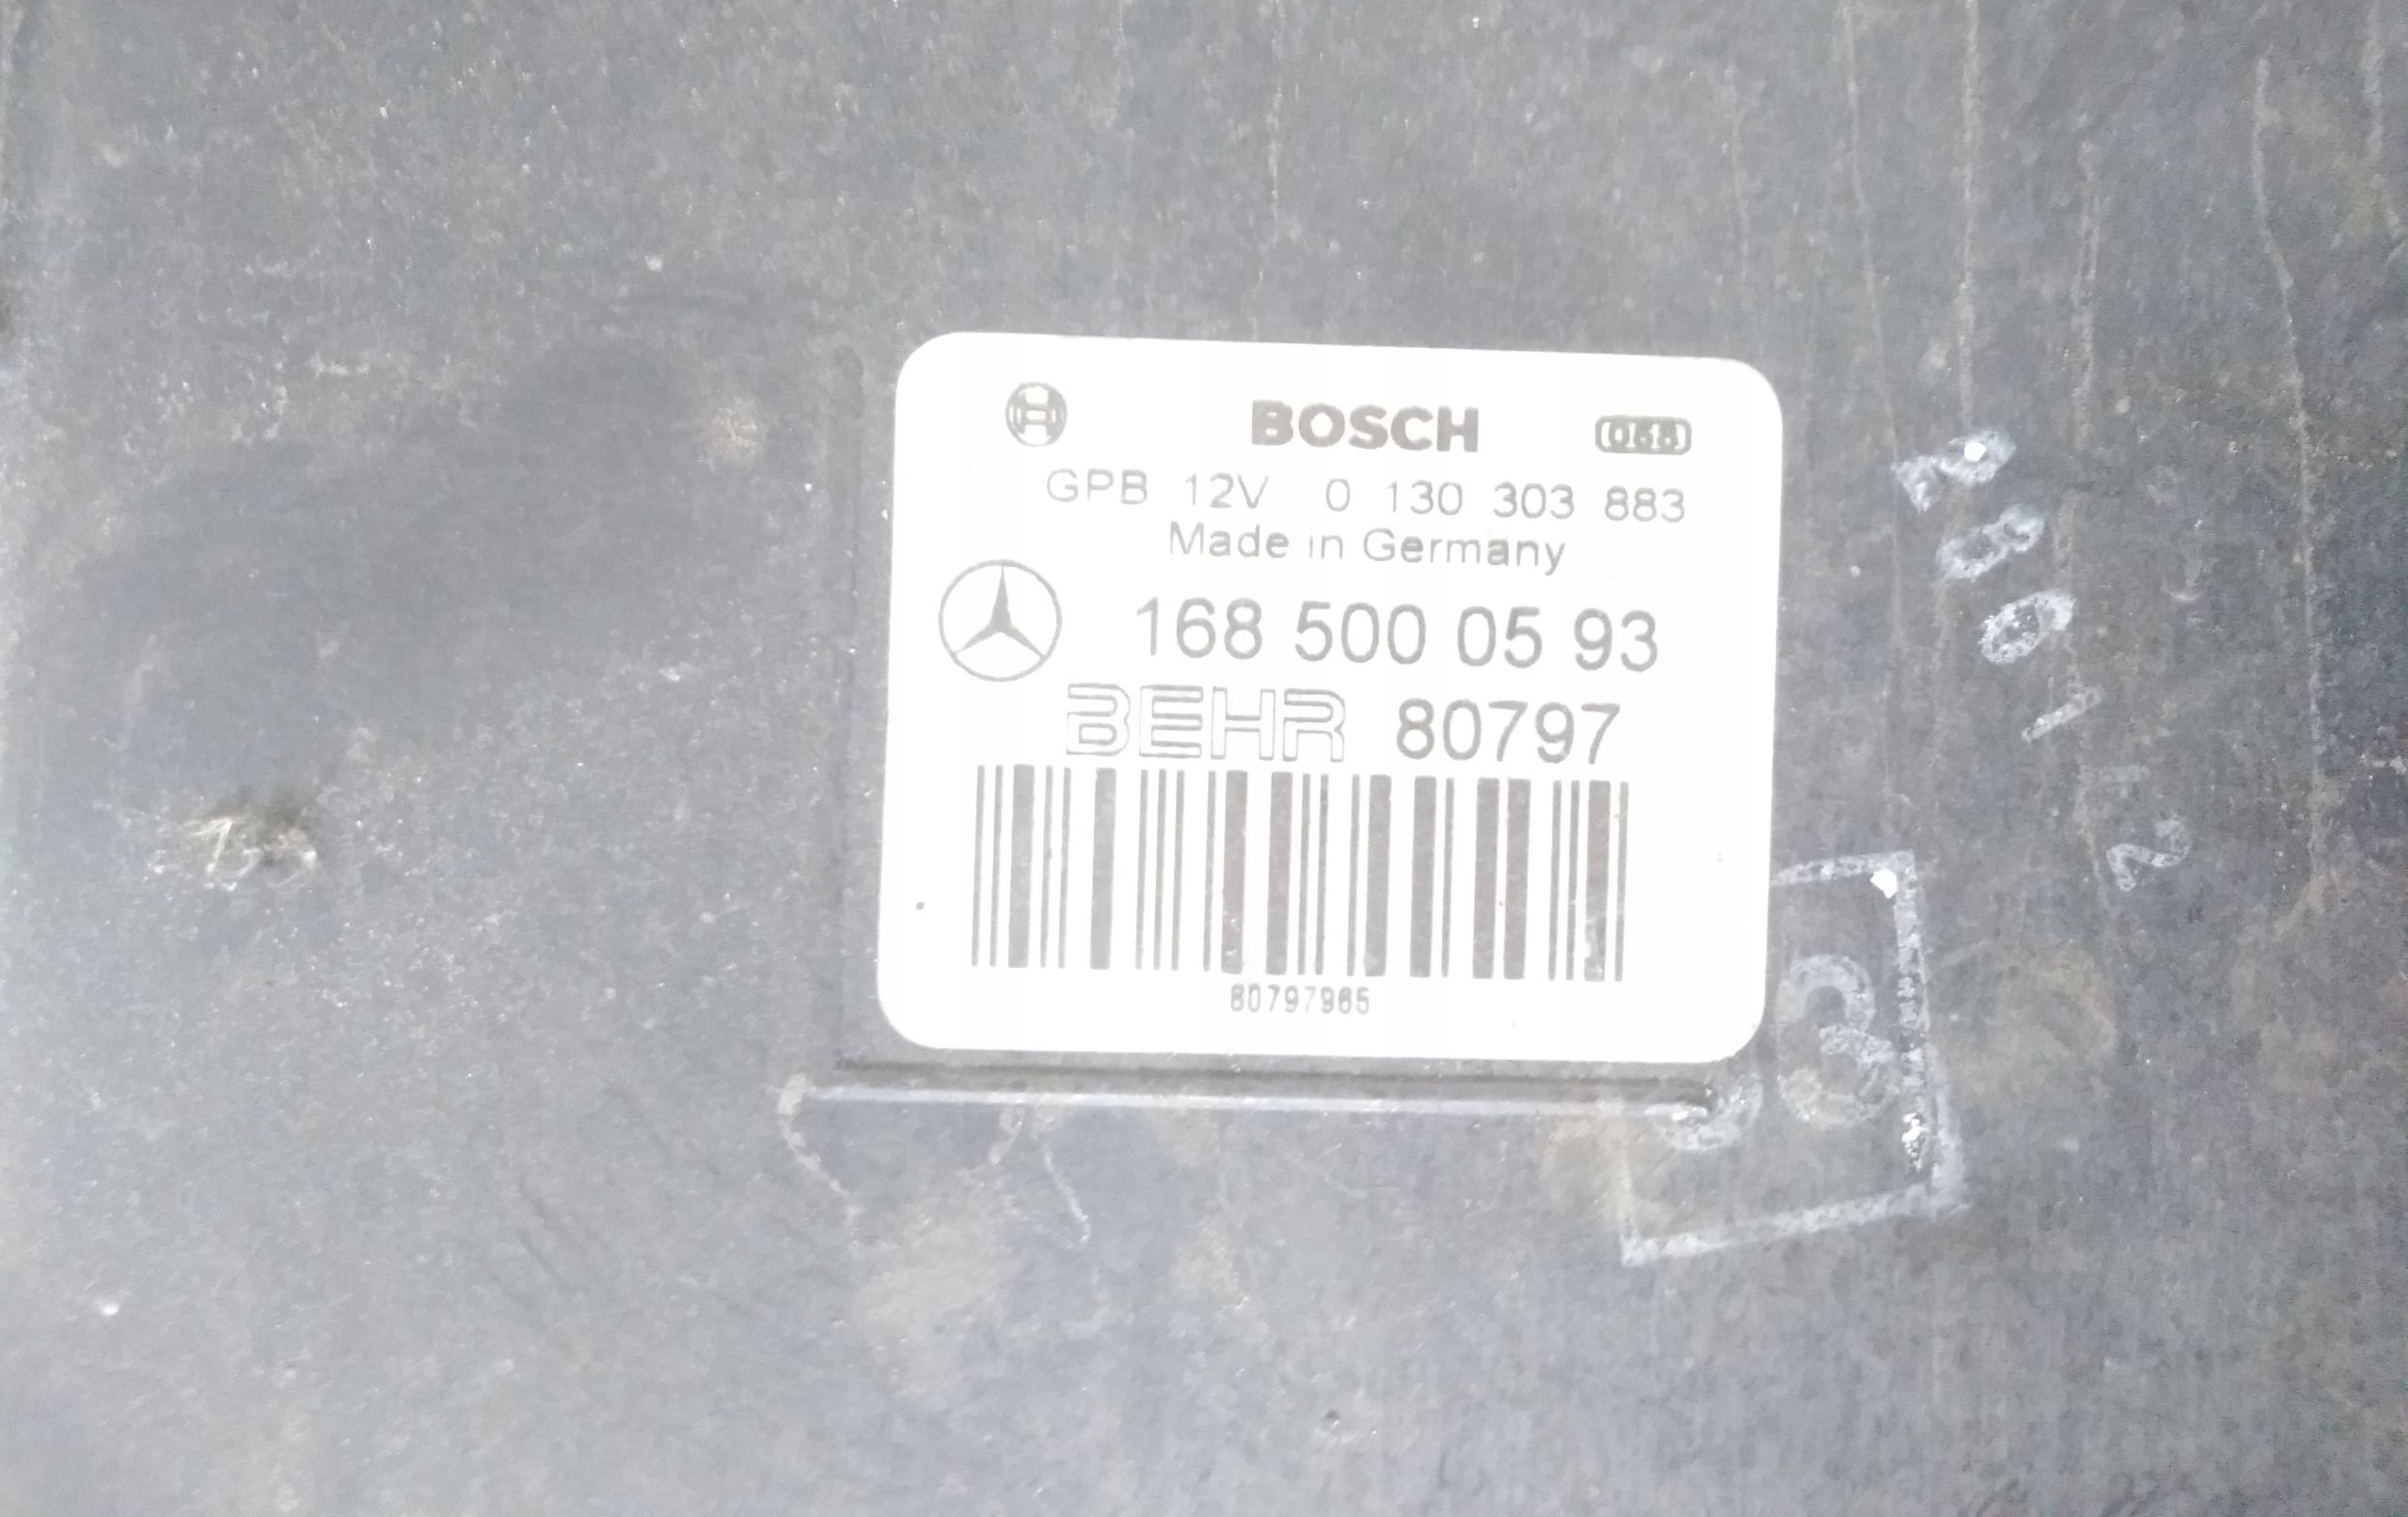 BOSCH
GPB 12V 0 130 303 883
Made in Germany
168 500 05 93
BEHR 80797
80797965